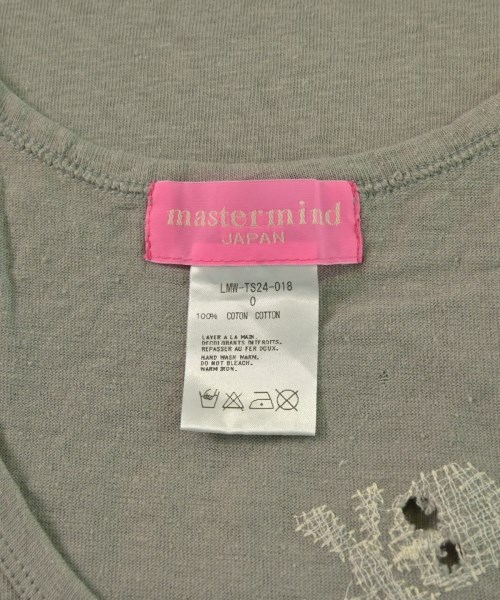 mastermind
JAPAN
LMW-TS24-018
0
100% COTON COTTON
LAVER A LA MAIN.
DECOLORANTS INTERDITS.
REPASSER AU FER DOUX.
HAND WASH WARM.
DO NOT BLEACH.
WARM IRON.